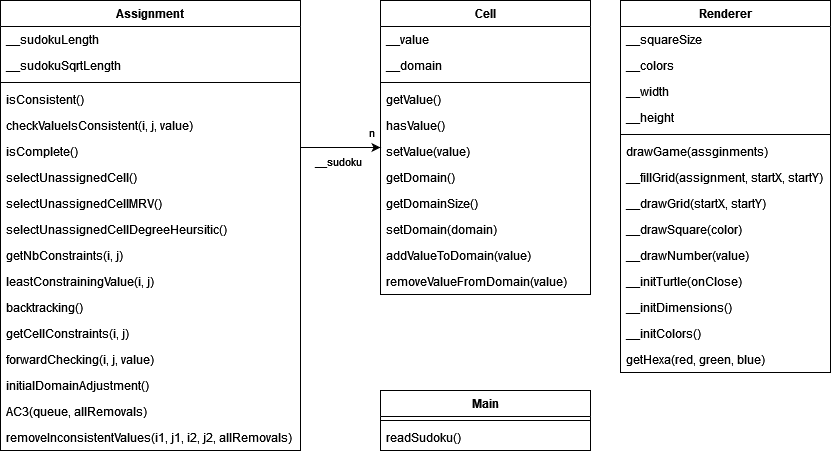 Assignment
__sudokuLength
__sudokuSqrtLength
isConsistent()
checkValueIsConsistent(i, j, value)
isComplete()
selectUnassignedCell()
selectUnassignedCellMRV()
selectUnassignedCellDegreeHeursitic()
getNbConstraints(i, j)
leastConstrainingValue(i, j)
backtracking()
getCellConstraints(i, j)
forwardChecking(i, j, value)
initialDomainAdjustment()
AC3(queue, allRemovals)
removeInconsistentValues(i1, j1, i2, j2, allRemovals)
n
__sudoku
Cell
__value
__domain
getValue()
hasValue()
setValue(value)
getDomain()
getDomainSize()
setDomain(domain)
addValueToDomain(value)
removeValueFromDomain(value)
Main
readSudoku()
Renderer
__squareSize
__colors
__width
__height
drawGame(assginments)
__fillGrid(assignment, startX, startY)
__drawGrid(startX, startY)
__drawSquare(color)
__drawNumber(value)
__initTurtle(onClose)
__initDimensions()
__initColors()
getHexa(red, green, blue)